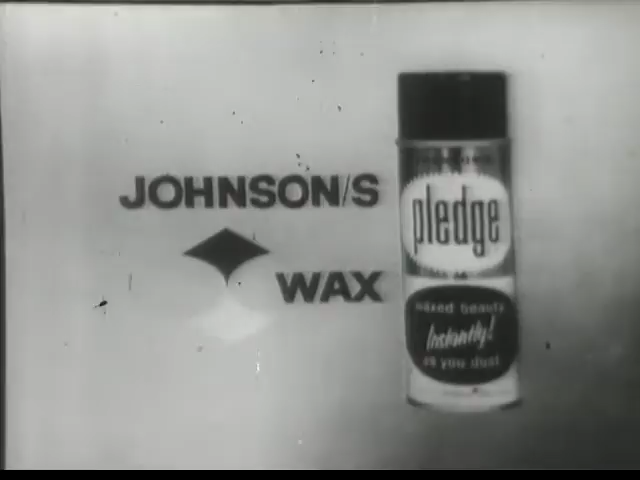 JOHNSON/S
WAX
pledge
waxed beauty
Instantly!
as you dust